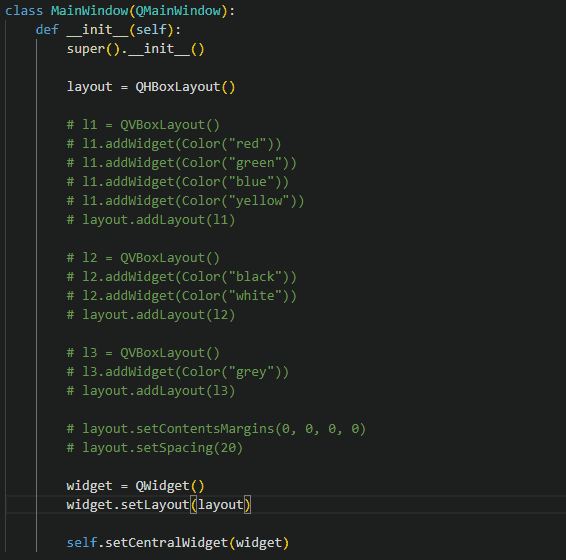 class MainWindow(QMainWindow):
    def __init__(self):
        super().__init__()
        layout = QHBoxLayout()
        # l1 = QVBoxLayout()
        # l1.addWidget(Color("red"))
        # l1.addWidget(Color("green"))
        # l1.addWidget(Color("blue"))
        # l1.addWidget(Color("yellow"))
        # layout.addLayout(l1)
        # l2 = QVBoxLayout()
        # l2.addWidget(Color("black"))
        # l2.addWidget(Color("white"))
        # layout.addLayout(l2)
        # l3 = QVBoxLayout()
        # l3.addWidget(Color("grey"))
        # layout.addLayout(l3)
        # layout.setContentsMargins(0, 0, 0, 0)
        # layout.setSpacing(20)
        widget = QWidget()
        widget.setLayout(layout)
        self.setCentralWidget(widget)